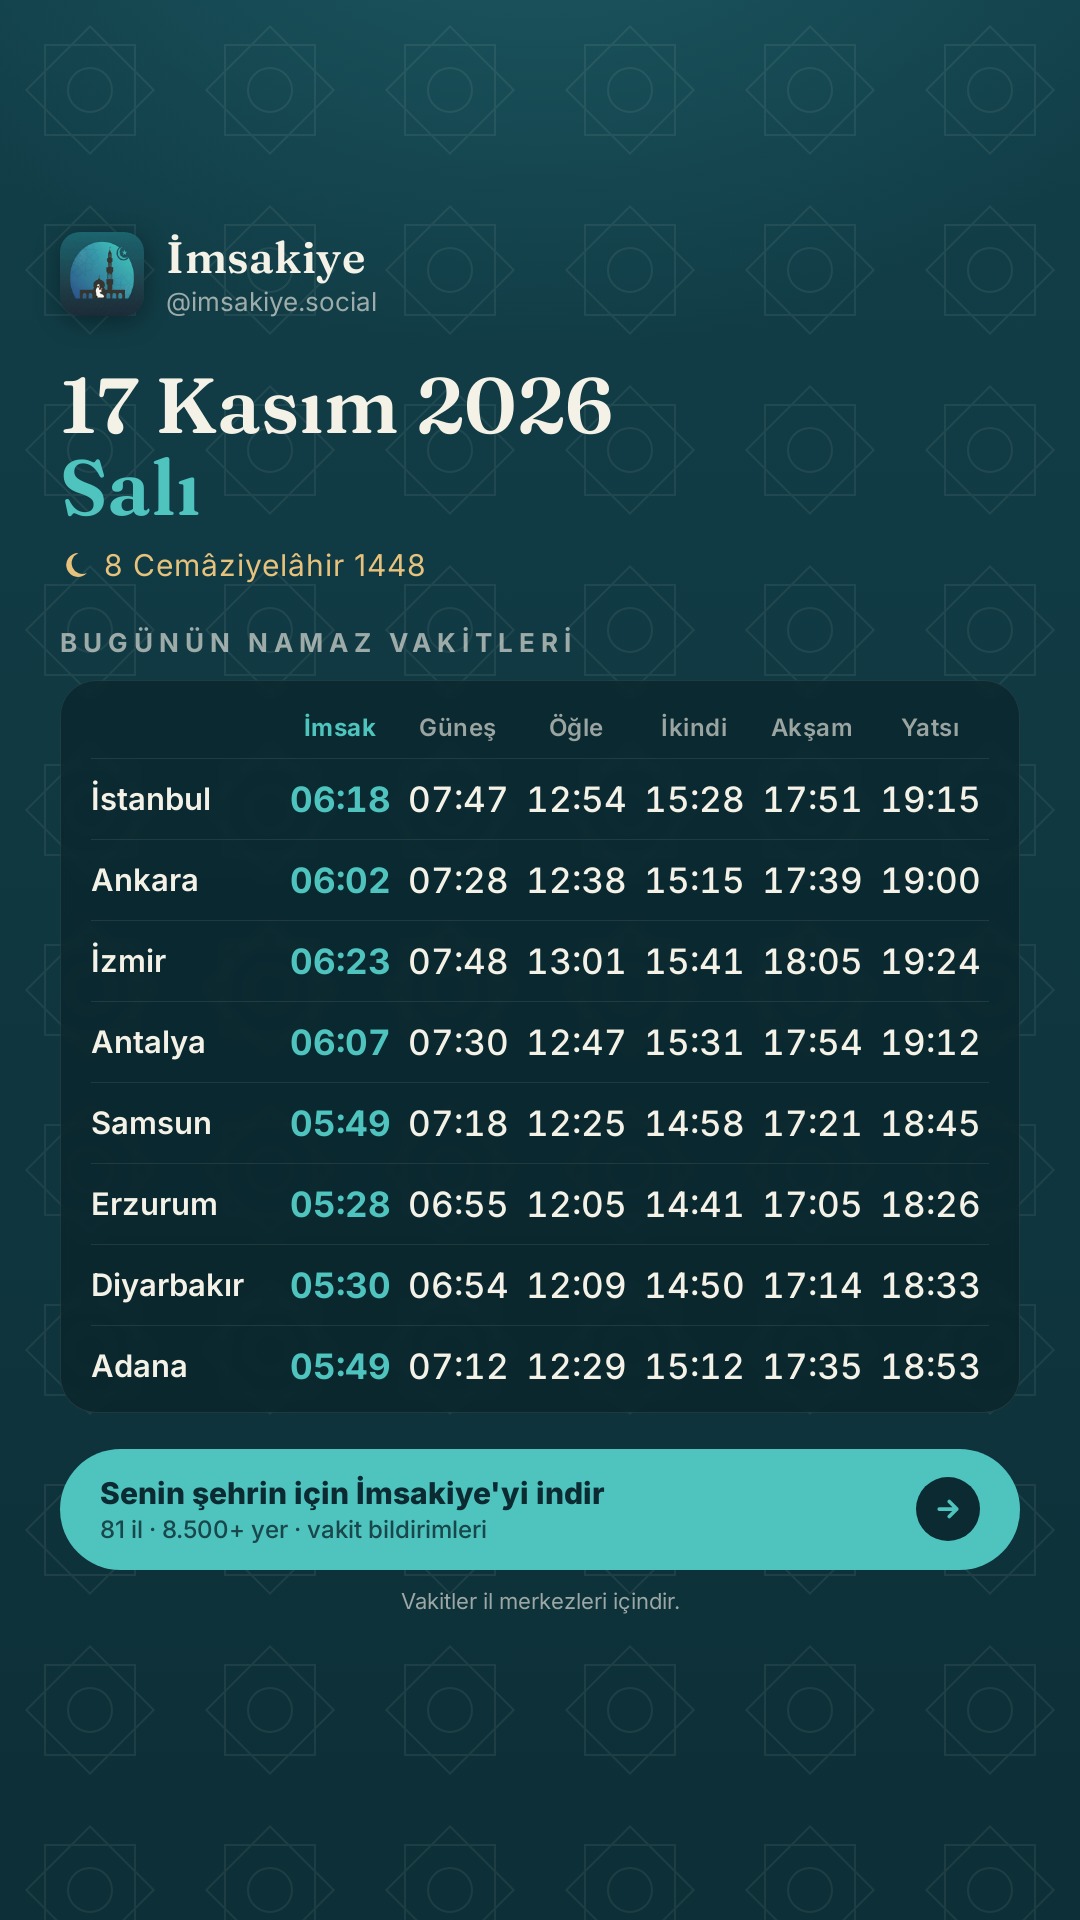 İmsakiye
@imsakiye.social
17 Kasım 2026
Salı
8 Cemâziyelâhir 1448
BUGÜNÜN NAMAZ VAKİTLERİ
İmsak Güneş Öğle İkindi Akşam Yatsı
İstanbul 06:18 07:47 12:54 15:28 17:51 19:15
Ankara 06:02 07:28 12:38 15:15 17:39 19:00
İzmir 06:23 07:48 13:01 15:41 18:05 19:24
Antalya 06:07 07:30 12:47 15:31 17:54 19:12
Samsun 05:49 07:18 12:25 14:58 17:21 18:45
Erzurum 05:28 06:55 12:05 14:41 17:05 18:26
Diyarbakır 05:30 06:54 12:09 14:50 17:14 18:33
Adana 05:49 07:12 12:29 15:12 17:35 18:53
Senin şehrin için İmsakiye'yi indir
81 il · 8.500+ yer · vakit bildirimleri
Vakitler il merkezleri içindir.